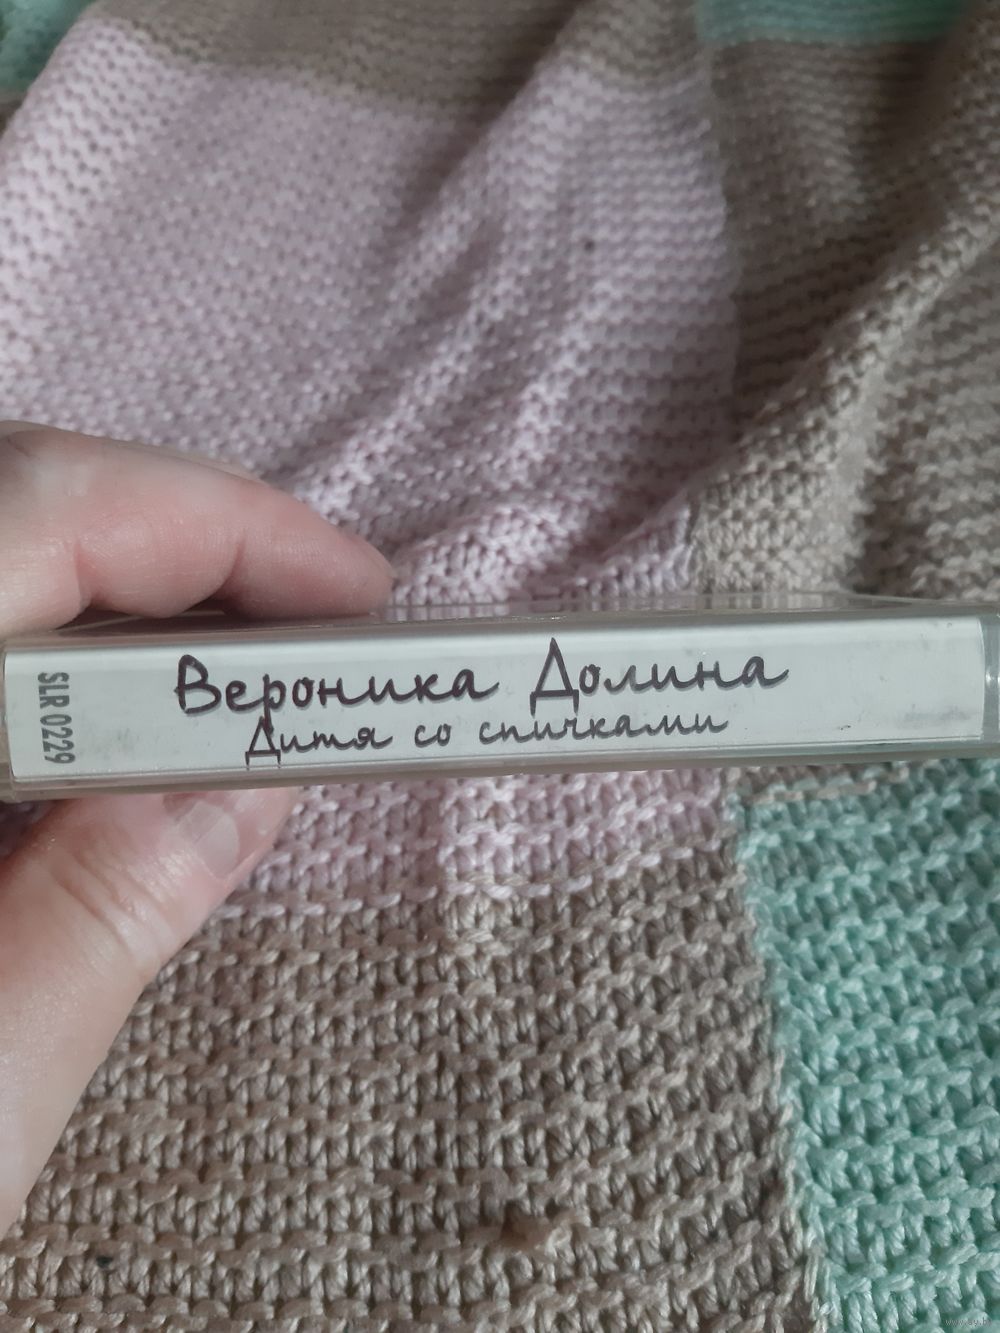 SLR 0229
Вероника Долина
Дитя со спичками